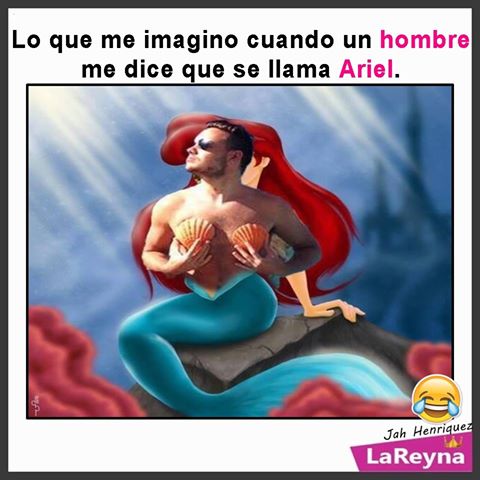 Lo que me imagino cuando un hombre
me dice que se llama Ariel.
Jah Henriquez
LaReyna